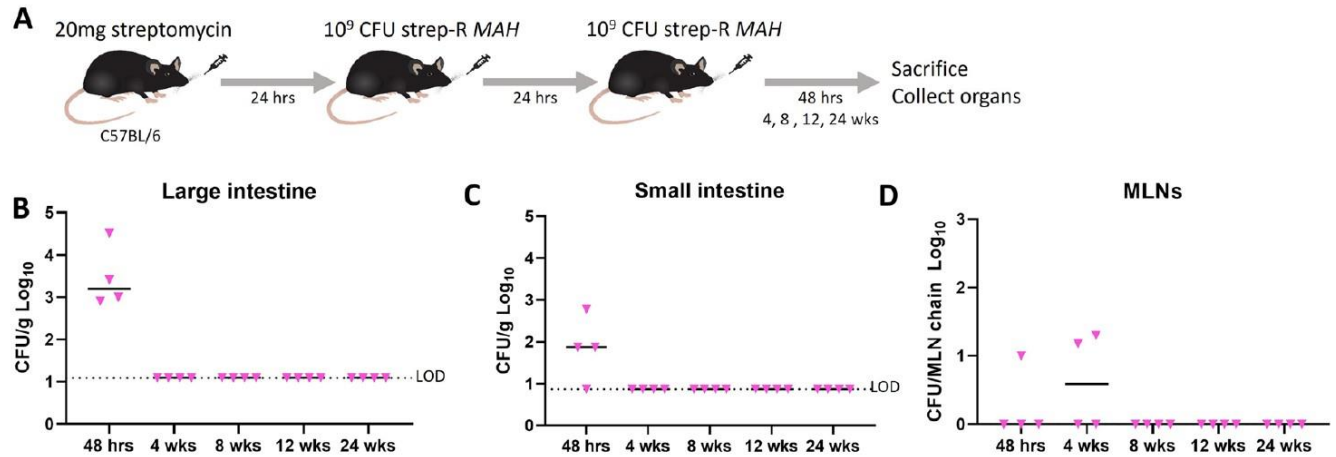 A
20mg streptomycin
10⁹ CFU strep-R MAH
10⁹ CFU strep-R MAH
24 hrs
24 hrs
48 hrs
4, 8 , 12, 24 wks
Sacrifice
Collect organs
C57BL/6
B
Large intestine
CFU/g Log₁₀
5
4
3
2
1
0
LOD
48 hrs 4 wks 8 wks 12 wks 24 wks
C
Small intestine
CFU/g Log₁₀
5
4
3
2
1
0
LOD
48 hrs 4 wks 8 wks 12 wks 24 wks
D
MLNs
CFU/MLN chain Log₁₀
3
2
1
0
48 hrs 4 wks 8 wks 12 wks 24 wks